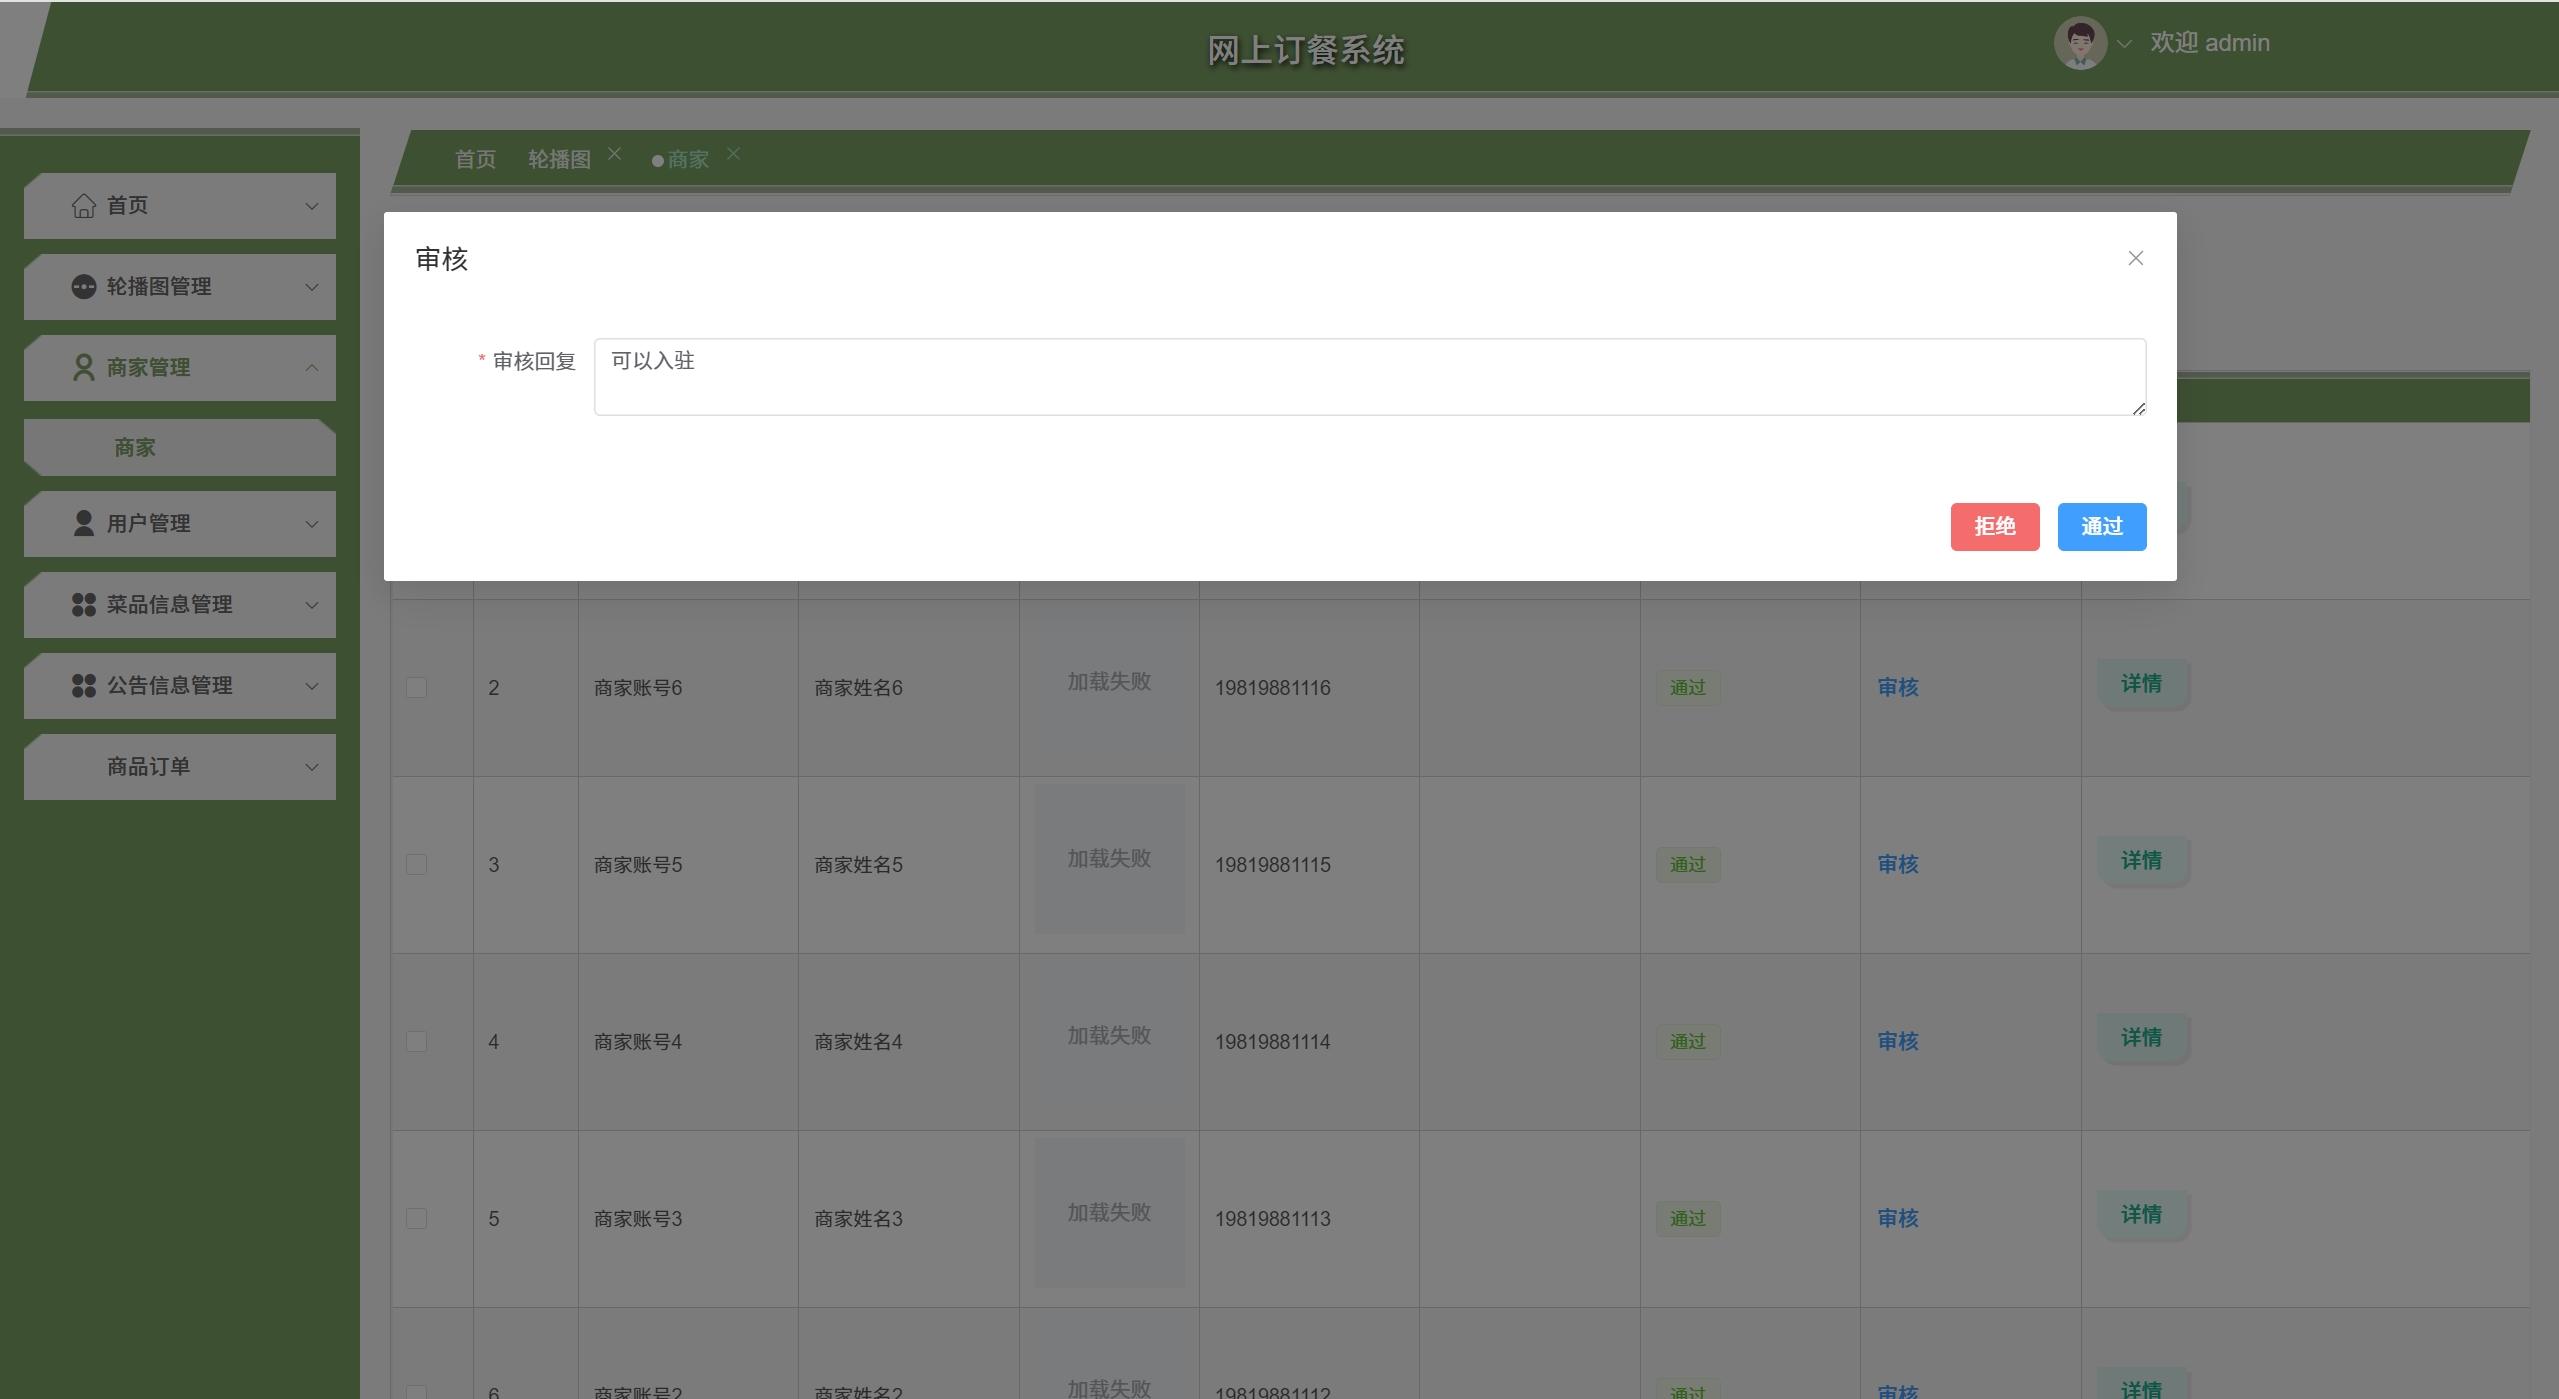 网上订餐系统
欢迎 admin
首页 轮播图 商家
首页
轮播图管理
商家管理
商家
用户管理
菜品信息管理
公告信息管理
商品订单
审核
* 审核回复 可以入驻
拒绝 通过
2 商家账号6 商家姓名6 加载失败 19819881116 通过 审核 详情
3 商家账号5 商家姓名5 加载失败 19819881115 通过 审核 详情
4 商家账号4 商家姓名4 加载失败 19819881114 通过 审核 详情
5 商家账号3 商家姓名3 加载失败 19819881113 通过 审核 详情
6 商家账号2 商家姓名2 加载失败 19819881112 通过 审核 详情